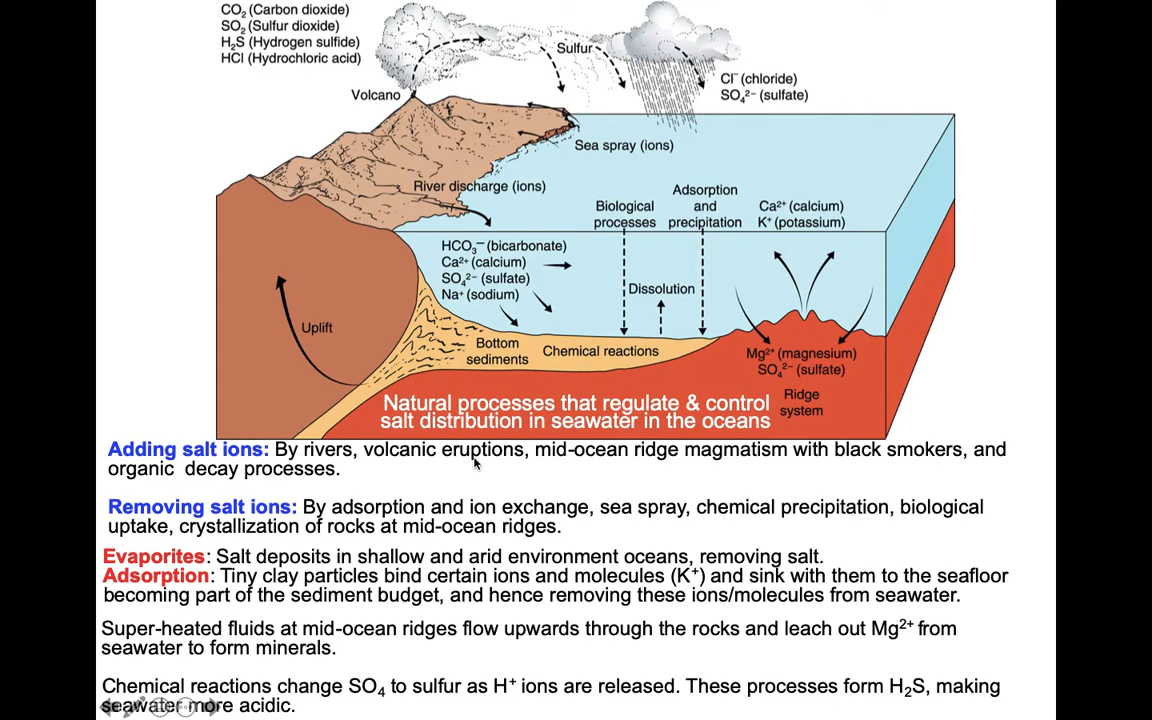 CO₂ (Carbon dioxide)
SO₂ (Sulfur dioxide)
H₂S (Hydrogen sulfide)
HCl (Hydrochloric acid)
Sulfur
Volcano
Cl⁻ (chloride)
SO₄²⁻ (sulfate)
Sea spray (ions)
River discharge (ions)
Biological
processes
Adsorption
and
precipitation
Ca²⁺ (calcium)
K⁺ (potassium)
HCO₃⁻ (bicarbonate)
Ca²⁺ (calcium)
SO₄²⁻ (sulfate)
Na⁺ (sodium)
Dissolution
Uplift
Bottom
sediments
Chemical reactions
Mg²⁺ (magnesium)
SO₄²⁻ (sulfate)
Ridge
system
Natural processes that regulate & control
salt distribution in seawater in the oceans
Adding salt ions: By rivers, volcanic eruptions, mid-ocean ridge magmatism with black smokers, and
organic decay processes.
Removing salt ions: By adsorption and ion exchange, sea spray, chemical precipitation, biological
uptake, crystallization of rocks at mid-ocean ridges.
Evaporites: Salt deposits in shallow and arid environment oceans, removing salt.
Adsorption: Tiny clay particles bind certain ions and molecules (K⁺) and sink with them to the seafloor
becoming part of the sediment budget, and hence removing these ions/molecules from seawater.
Super-heated fluids at mid-ocean ridges flow upwards through the rocks and leach out Mg²⁺ from
seawater to form minerals.
Chemical reactions change SO₄ to sulfur as H⁺ ions are released. These processes form H₂S, making
seawater more acidic.